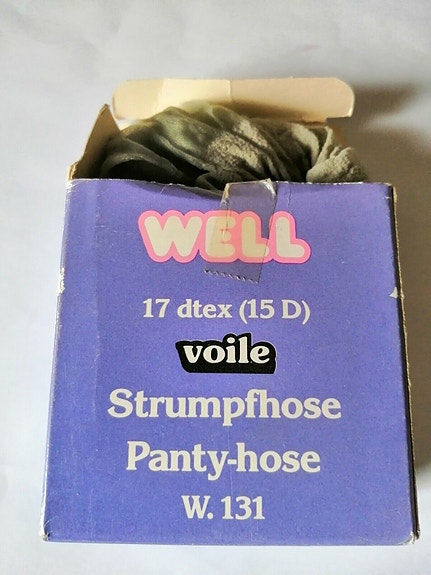 WELL
17 dtex (15 D)
voile
Strumpfhose
Panty-hose
W. 131